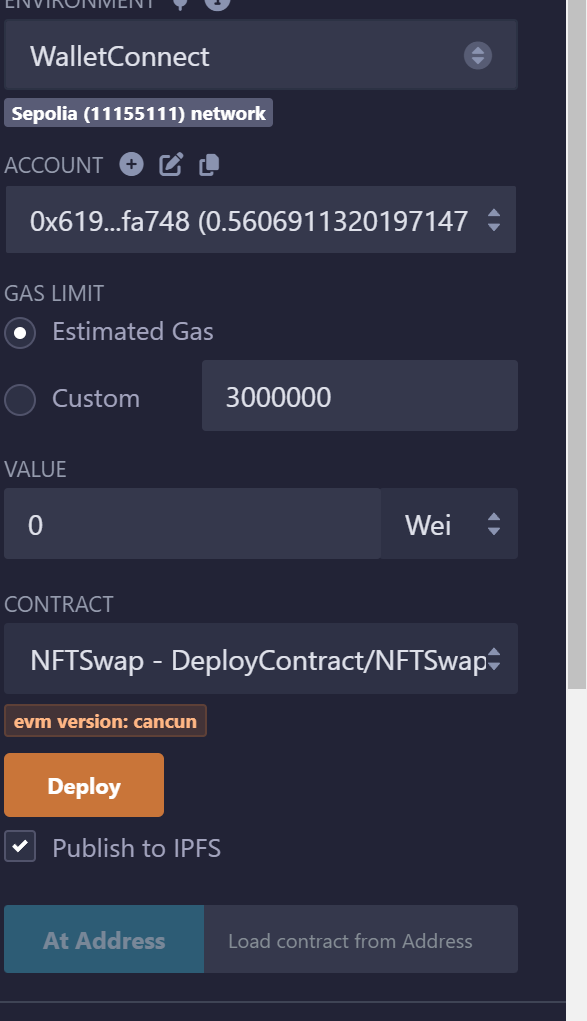 ENVIRONMENT
WalletConnect
Sepolia (11155111) network
ACCOUNT
0x619...fa748 (0.5606911320197147
GAS LIMIT
Estimated Gas
Custom
3000000
VALUE
0 Wei
CONTRACT
NFTSwap - DeployContract/NFTSwap
evm version: cancun
Deploy
Publish to IPFS
At Address Load contract from Address